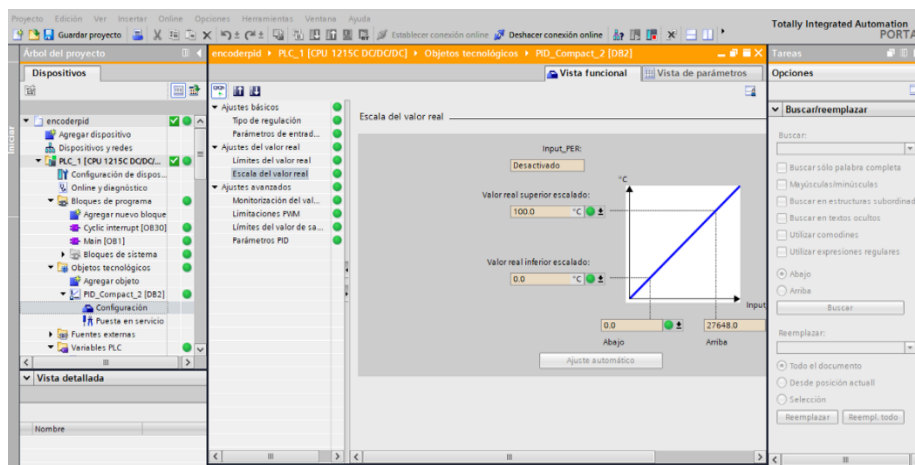 Proyecto Edición Ver Insertar Online Opciones Herramientas Ventana Ayuda
Guardar proyecto
Establecer conexión online
Deshacer conexión online
Totally Integrated Automation
PORTA
Árbol del proyecto
encoderpid ▸ PLC_1 [CPU 1215C DC/DC/DC] ▸ Objetos tecnológicos ▸ PID_Compact_2 [DB2]
Tareas
Dispositivos
Vista funcional
Vista de parámetros
Opciones
Iniciar
encoderpid
Agregar dispositivo
Dispositivos y redes
PLC_1 [CPU 1215C DC/DC/...
Configuración de dispos...
Online y diagnóstico
Bloques de programa
Agregar nuevo bloque
Cyclic interrupt [OB30]
Main [OB1]
Bloques de sistema
Objetos tecnológicos
Agregar objeto
PID_Compact_2 [DB2]
Configuración
Puesta en servicio
Fuentes externas
Variables PLC
Vista detallada
Nombre
Ajustes básicos
Tipo de regulación
Parámetros de entrad...
Ajustes del valor real
Límites del valor real
Escala del valor real
Ajustes avanzados
Monitorización del val...
Limitaciones PWM
Límites del valor de sa...
Parámetros PID
Escala del valor real
Input_PER:
Desactivado
°C
Valor real superior escalado:
100.0 °C
Valor real inferior escalado:
0.0 °C
Input
0.0
27648.0
Abajo
Arriba
Ajuste automático
Buscar/reemplazar
Buscar:
Buscar sólo palabra completa
Mayúsculas/minúsculas
Buscar en estructuras subordinad
Buscar en textos ocultos
Utilizar comodines
Utilizar expresiones regulares
Abajo
Arriba
Buscar
Reemplazar:
Todo el documento
Desde posición actuall
Selección
Reemplazar
Reempl. todo